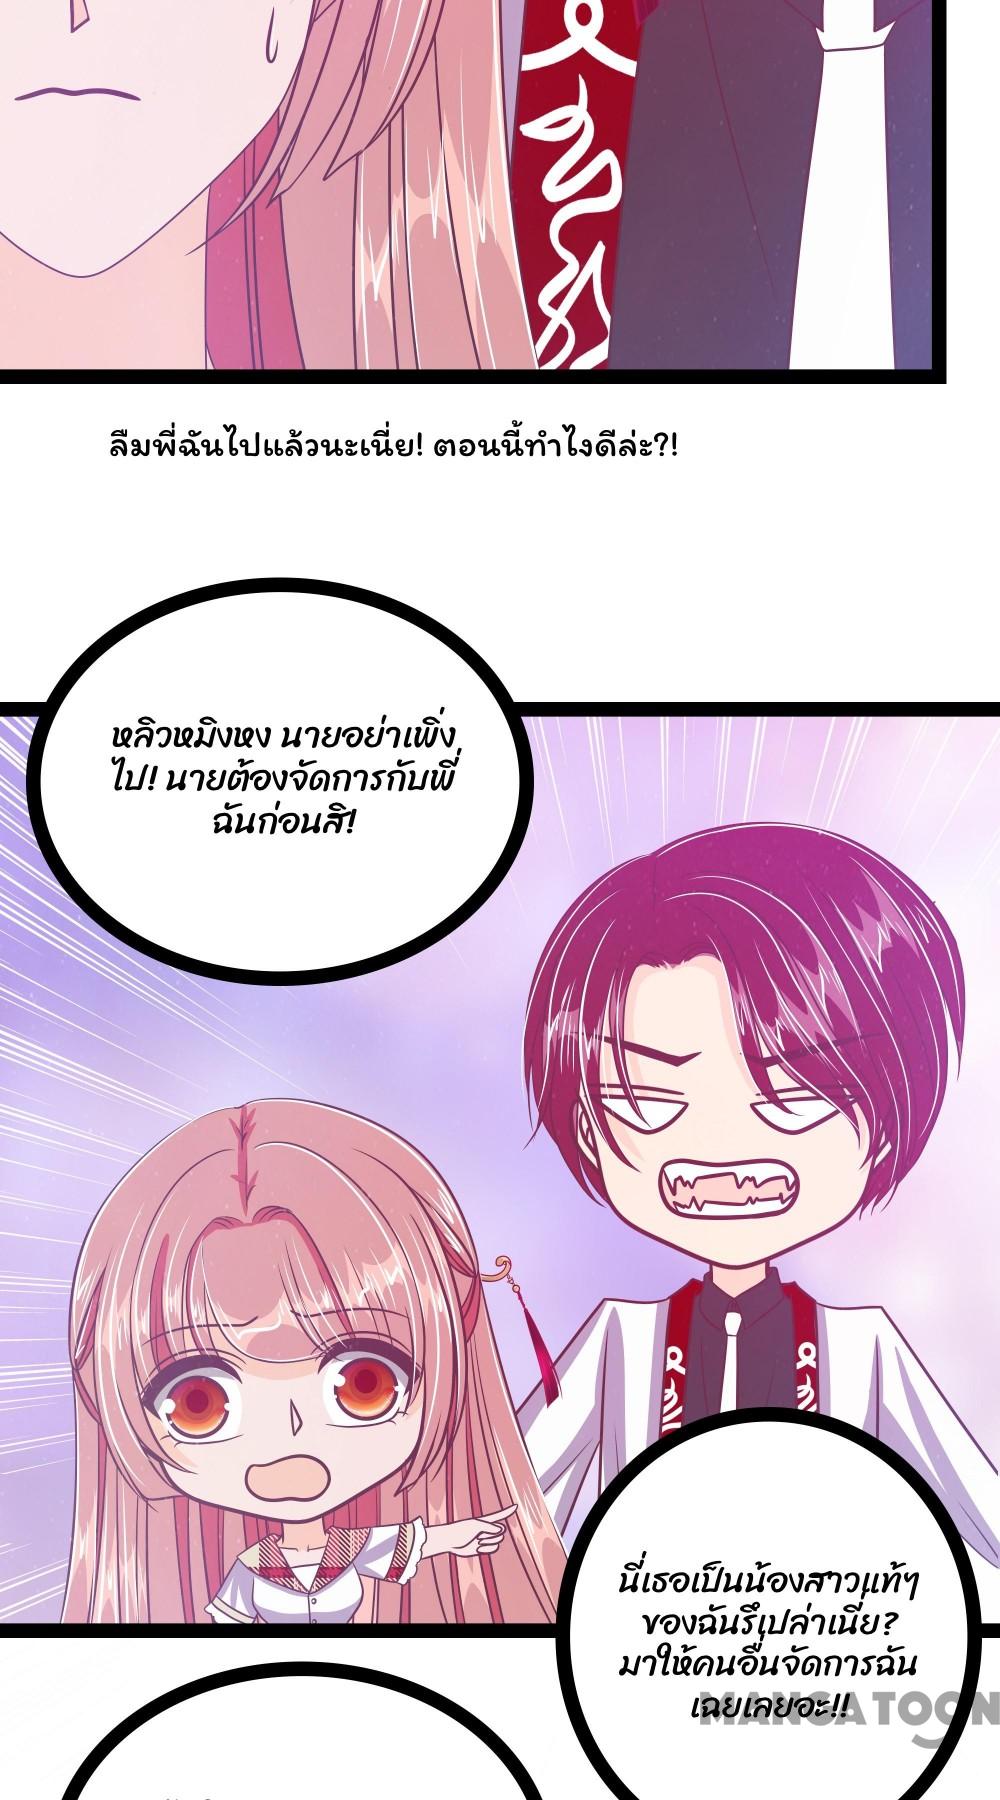 ลืมพี่ฉันไปแล้วนะเนี่ย! ตอนนี้ทำไงดีล่ะ?!
หลิวหมิงหง นายอย่าเพิ่ง
ไป! นายต้องจัดการกับพี่
ฉันก่อนสิ!
นี่เธอเป็นน้องสาวแท้ๆ
ของฉันรึเปล่าเนี่ย?
มาให้คนอื่นจัดการฉัน
เฉยเลยอะ!!
MANGATOON